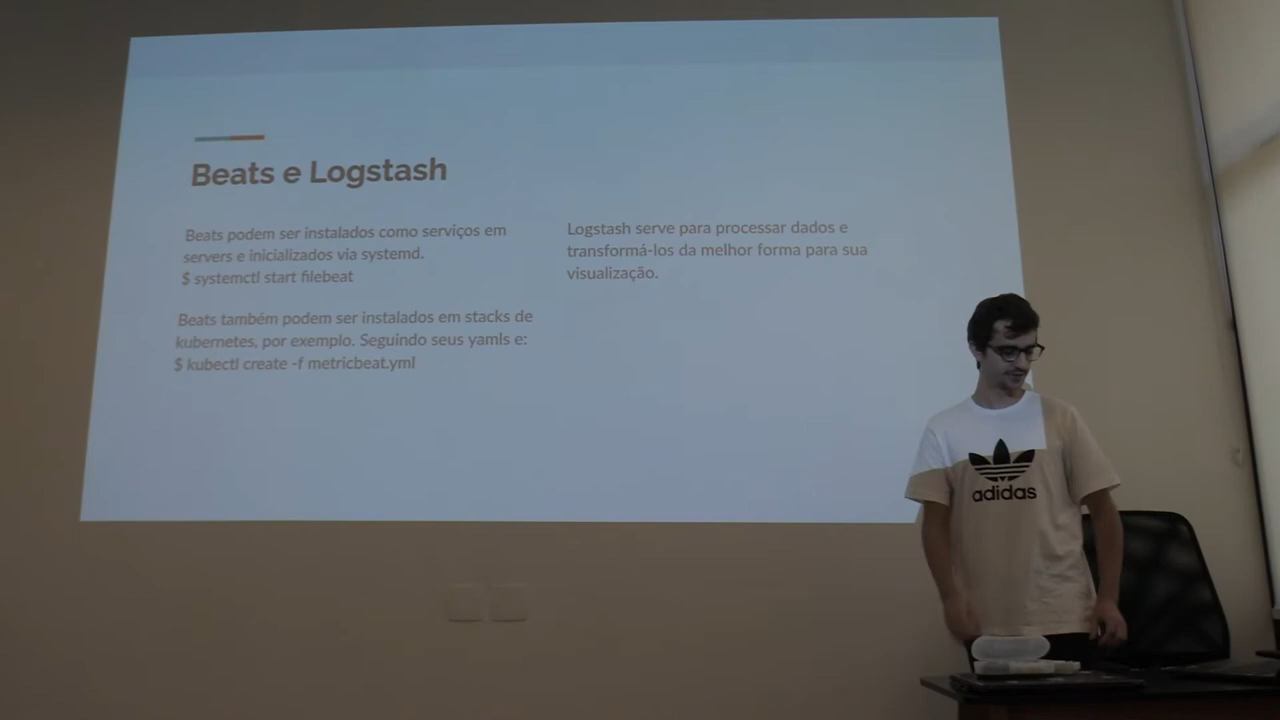 Beats e Logstash
Beats podem ser instalados como serviços em
servers e inicializados via systemd.
$ systemctl start filebeat
Beats também podem ser instalados em stacks de
kubernetes, por exemplo. Seguindo seus yamls e:
$ kubectl create -f metricbeat.yml
Logstash serve para processar dados e
transformá-los da melhor forma para sua
visualização.
adidas